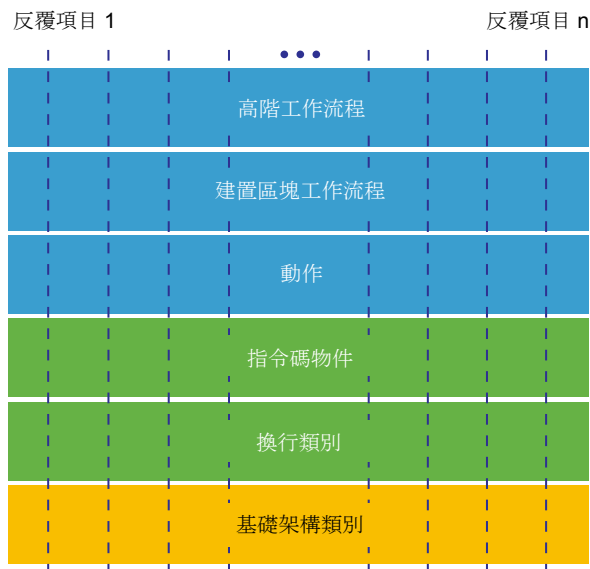 反覆項目 1 反覆項目 n
高階工作流程
建置區塊工作流程
動作
指令碼物件
換行類別
基礎架構類別